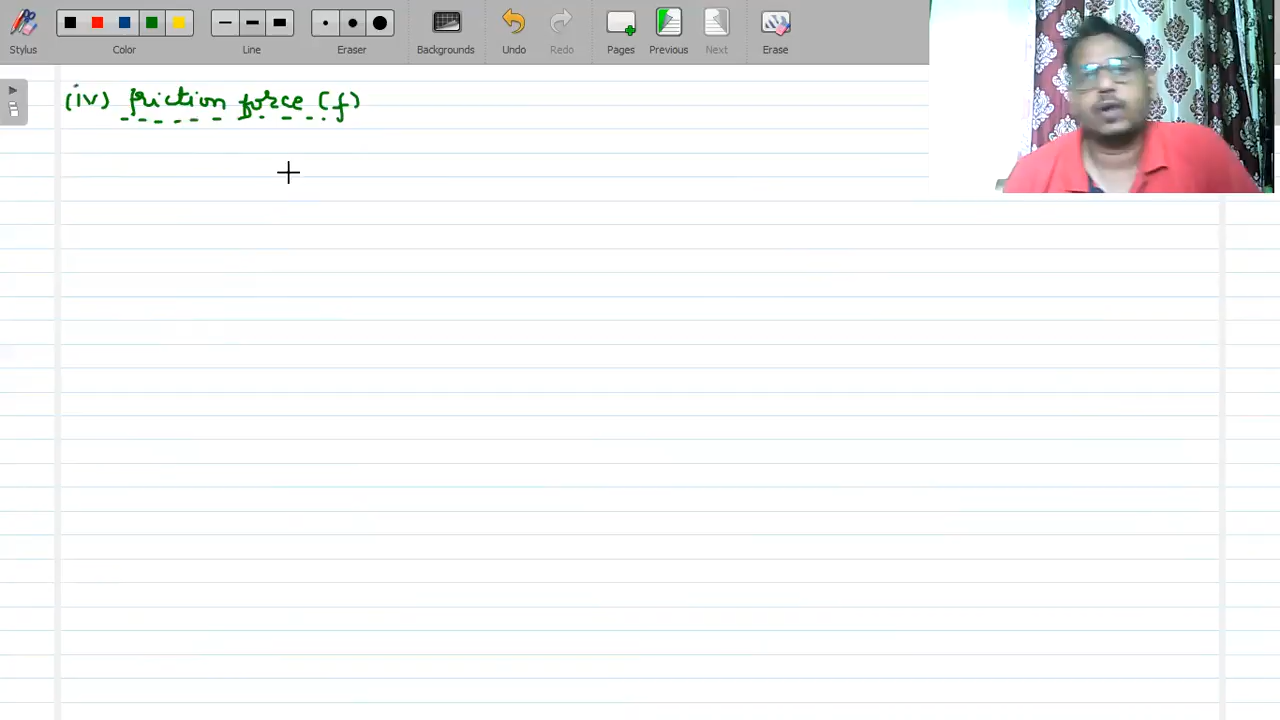 Stylus
Color
Line
Eraser
Backgrounds
Undo
Redo
Pages
Previous
Next
Erase
(iv) friction force (f)